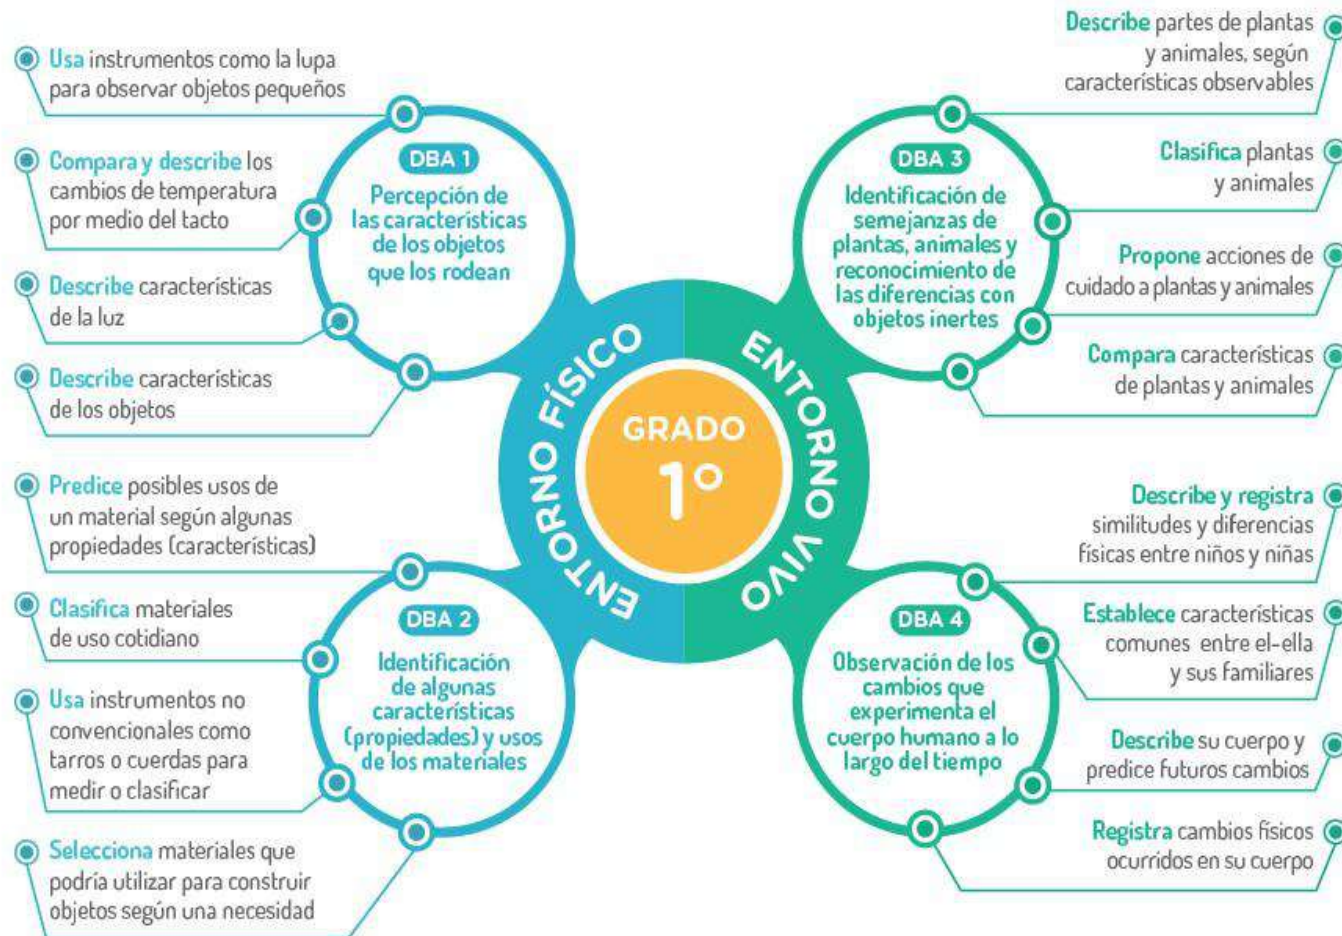 Usa instrumentos como la lupa
para observar objetos pequeños
Compara y describe los
cambios de temperatura
por medio del tacto
Describe características
de la luz
Describe características
de los objetos
DBA 1
Percepción de
las características
de los objetos
que los rodean
Predice posibles usos de
un material según algunas
propiedades (características)
Clasifica materiales
de uso cotidiano
Usa instrumentos no
convencionales como
tarros o cuerdas para
medir o clasificar
Selecciona materiales que
podría utilizar para construir
objetos según una necesidad
DBA 2
Identificación
de algunas
características
(propiedades) y usos
de los materiales
ENTORNO FÍSICO
GRADO
1°
ENTORNO VIVO
DBA 3
Identificación de
semejanzas de
plantas, animales y
reconocimiento de
las diferencias con
objetos inertes
Describe partes de plantas
y animales, según
características observables
Clasifica plantas
y animales
Propone acciones de
cuidado a plantas y animales
Compara características
de plantas y animales
DBA 4
Observación de los
cambios que
experimenta el
cuerpo humano a lo
largo del tiempo
Describe y registra
similitudes y diferencias
físicas entre niños y niñas
Establece características
comunes entre el-ella
y sus familiares
Describe su cuerpo y
predice futuros cambios
Registra cambios físicos
ocurridos en su cuerpo